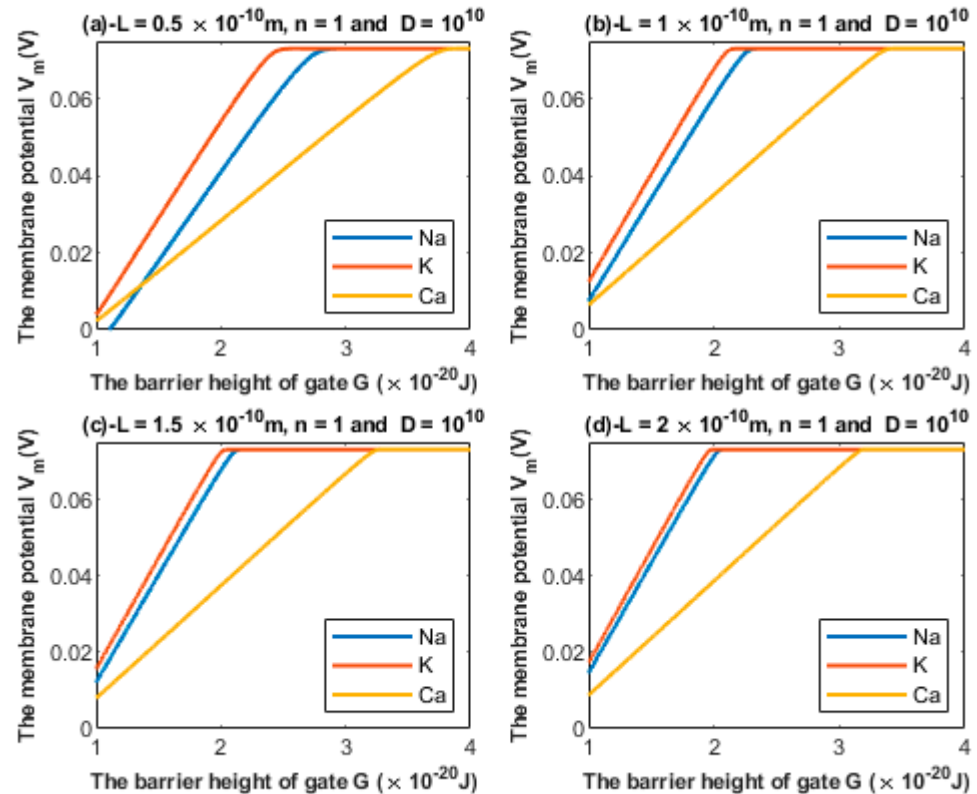 (a)-L = 0.5 × 10⁻¹⁰m, n = 1 and D = 10¹⁰
The membrane potential Vₘ(V)
0.06
0.04
0.02
0
1 2 3 4
Na
K
Ca
The barrier height of gate G (× 10⁻²⁰J)
(b)-L = 1 × 10⁻¹⁰m, n = 1 and D = 10¹⁰
The membrane potential Vₘ(V)
0.06
0.04
0.02
0
1 2 3 4
Na
K
Ca
The barrier height of gate G (× 10⁻²⁰J)
(c)-L = 1.5 × 10⁻¹⁰m, n = 1 and D = 10¹⁰
The membrane potential Vₘ(V)
0.06
0.04
0.02
0
1 2 3 4
Na
K
Ca
The barrier height of gate G (× 10⁻²⁰J)
(d)-L = 2 × 10⁻¹⁰m, n = 1 and D = 10¹⁰
The membrane potential Vₘ(V)
0.06
0.04
0.02
0
1 2 3 4
Na
K
Ca
The barrier height of gate G (× 10⁻²⁰J)